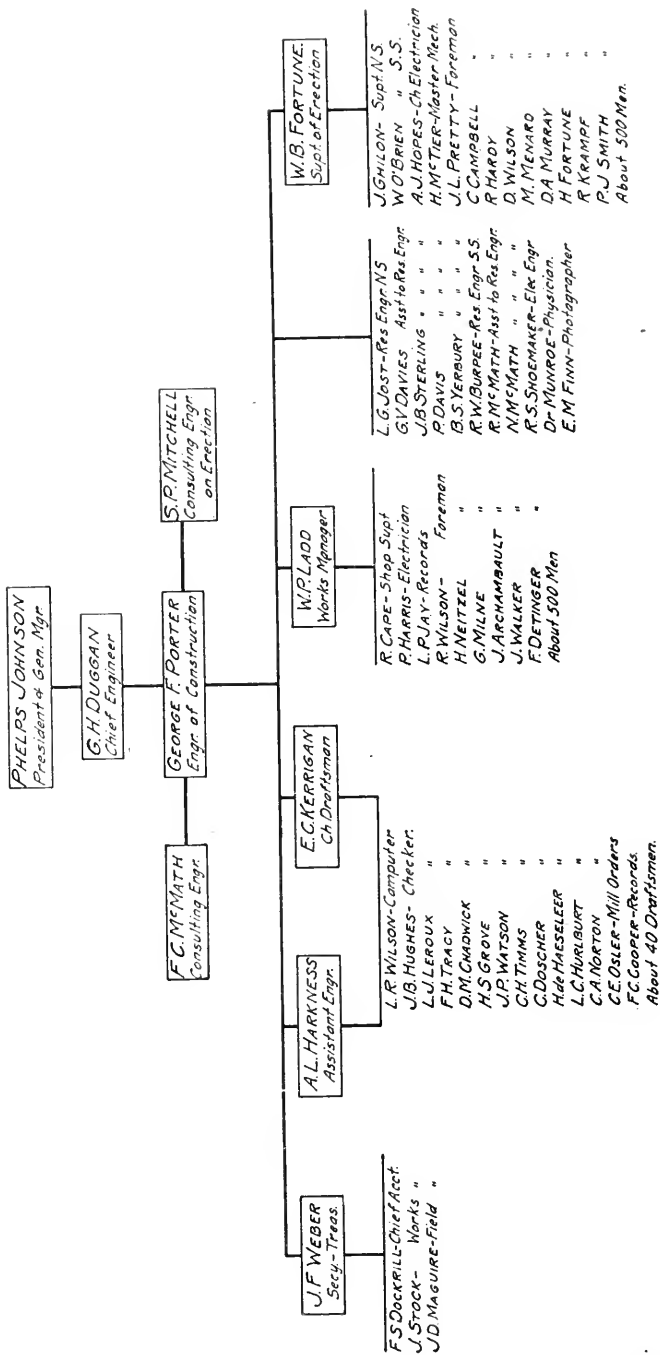 PHELPS JOHNSON
President & Gen. Mgr
G.H. DUGGAN
Chief Engineer
F C. McMATH
Consulting Engr.
GEORGE F. PORTER
Engr. of Construction
S.P. MITCHELL
Consulting Engr.
on Erection
J.F WEBER
Secy.-Treas.
A.L. HARKNESS
Assistant Engr.
E.C. KERRIGAN
Ch Draftsman
W.P. LADD
Works Manager
W.B. FORTUNE.
Supt. of Erection
F S DOCKRILL-Chief Acct.
J. STOCK- Works "
J D. MAGUIRE-Field "
L.R WILSON-Computer
J.B. HUGHES- Checker.
L.J. LEROUX "
F.H. TRACY "
D.M. CHADWICK "
H.S GROVE "
J.P. WATSON "
C.H. TIMMS "
C. DOSCHER "
H. de HAESELEER "
L.C. HURLBURT "
C.A. NORTON "
C E. OSLER-Mill Orders
F C. COOPER-Records.
About 40 Draftsmen.
R. CAPE- Shop Supt
P. HARRIS-Electrician
L.P. JAY-Records
R. WILSON- Foreman
H NEITZEL "
G. MILNE "
J. ARCHAMBAULT "
J. WALKER "
F. DETINGER "
About 500 Men
L.G. JOST-Res Engr. NS
G.V DAVIES Asst to Res. Engr.
J.B STERLING " " " "
P. DAVIS " " " "
B.S. YERBURY " " " "
R.W. BURPEE-Res. Engr S.S.
R. McMATH-Asst to Res. Engr.
N. McMATH " " " "
R.S. SHOEMAKER-Elec Engr
Dr MUNROE-Physician.
E. M FINN-Photagrapher
J. GHILON- Supt. N.S.
W O'BRIEN " S.S.
A.J. HOPES-Ch Electrician
H. McTIER-Master Mech.
J.L. PRETTY-Foreman
C CAMPBELL "
R HARDY "
D. WILSON "
M. MENARD "
D.A MURRAY "
H FORTUNE "
R KRAMPF "
P. J SMITH "
About 500 Men.